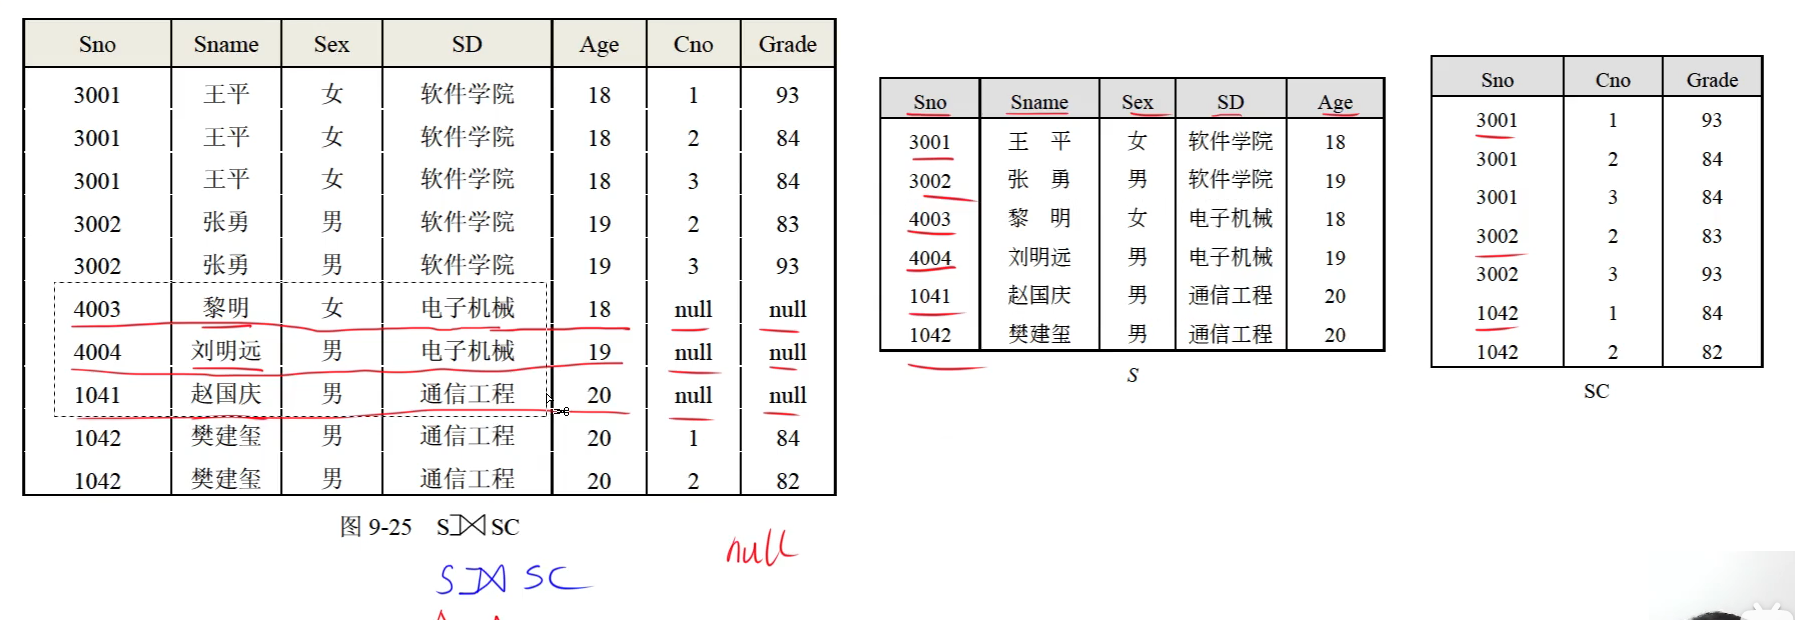 Sno Sname Sex SD Age Cno Grade
3001 王平 女 软件学院 18 1 93
3001 王平 女 软件学院 18 2 84
3001 王平 女 软件学院 18 3 84
3002 张勇 男 软件学院 19 2 83
3002 张勇 男 软件学院 19 3 93
4003 黎明 女 电子机械 18 null null
4004 刘明远 男 电子机械 19 null null
1041 赵国庆 男 通信工程 20 null null
1042 樊建玺 男 通信工程 20 1 84
1042 樊建玺 男 通信工程 20 2 82
图 9-25 S⟕SC
null
S⟕SC
Sno Sname Sex SD Age
3001 王 平 女 软件学院 18
3002 张 勇 男 软件学院 19
4003 黎 明 女 电子机械 18
4004 刘明远 男 电子机械 19
1041 赵国庆 男 通信工程 20
1042 樊建玺 男 通信工程 20
S
Sno Cno Grade
3001 1 93
3001 2 84
3001 3 84
3002 2 83
3002 3 93
1042 1 84
1042 2 82
SC